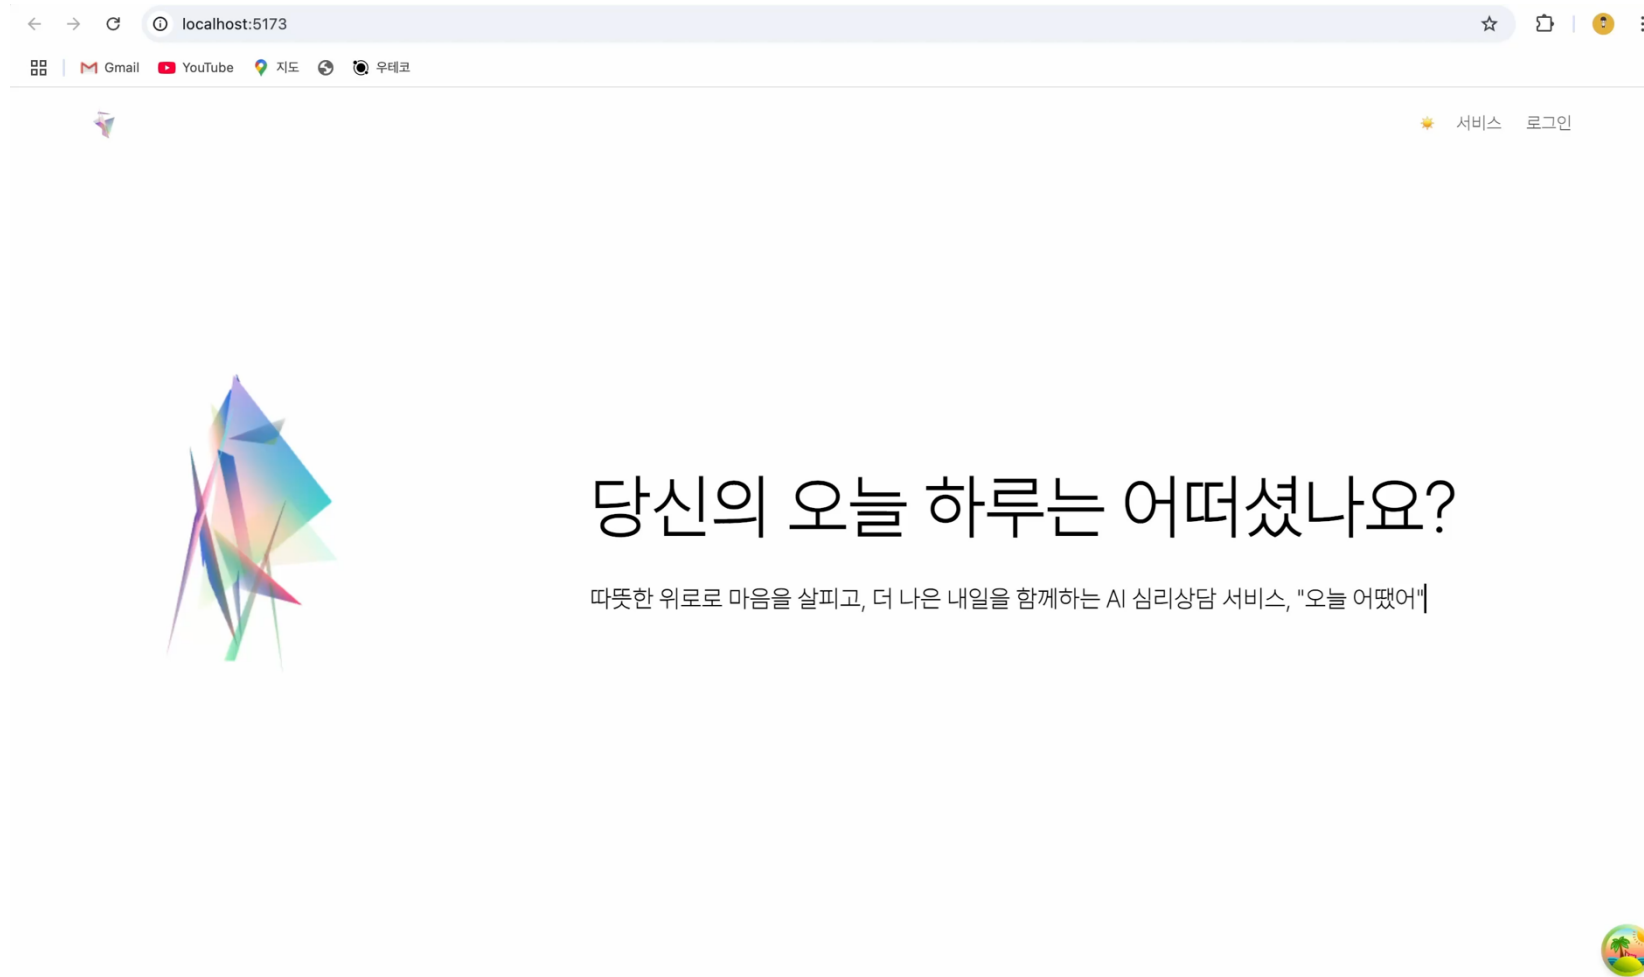 localhost:5173
Gmail YouTube 지도 우테코
서비스 로그인
당신의 오늘 하루는 어떠셨나요?
따뜻한 위로로 마음을 살피고, 더 나은 내일을 함께하는 AI 심리상담 서비스, "오늘 어땠어"